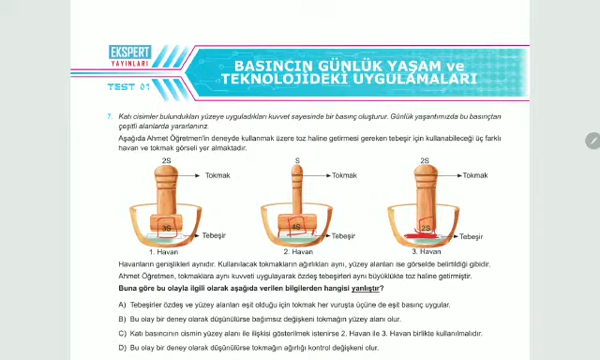 EKSPERT
YAYINLARI
TEST 01
BASINCIN GÜNLÜK YAŞAM ve
TEKNOLOJİDEKİ UYGULAMALARI
7. Katı cisimler bulundukları yüzeye uyguladıkları kuvvet sayesinde bir basınç oluşturur. Günlük yaşantımızda bu basınçtan
çeşitli alanlarda yararlanırız.
Aşağıda Ahmet Öğretmen'in deneyde kullanmak üzere toz haline getirmesi gereken tebeşir için kullanabileceği üç farklı
havan ve tokmak görseli yer almaktadır.
2S S 2S
Tokmak Tokmak Tokmak
3S 4S 2S
Tebeşir Tebeşir Tebeşir
1. Havan 2. Havan 3. Havan
Havanların genişlikleri aynıdır. Kullanılacak tokmakların ağırlıkları aynı, yüzey alanları ise görselde belirtildiği gibidir.
Ahmet Öğretmen, tokmaklara aynı kuvveti uygulayarak özdeş tebeşirleri aynı büyüklükte toz haline getirmiştir.
Buna göre bu olayla ilgili olarak aşağıda verilen bilgilerden hangisi yanlıştır?
A) Tebeşirler özdeş ve yüzey alanları eşit olduğu için tokmak her vuruşta üçüne de eşit basınç uygular.
B) Bu olay bir deney olarak düşünülürse bağımsız değişkeni tokmağın yüzey alanı olur.
C) Katı basıncının cismin yüzey alanı ile ilişkisi gösterilmek istenirse 2. Havan ile 3. Havan birlikte kullanılmalıdır.
D) Bu olay bir deney olarak düşünülürse tokmağın ağırlığı kontrol değişkeni olur.